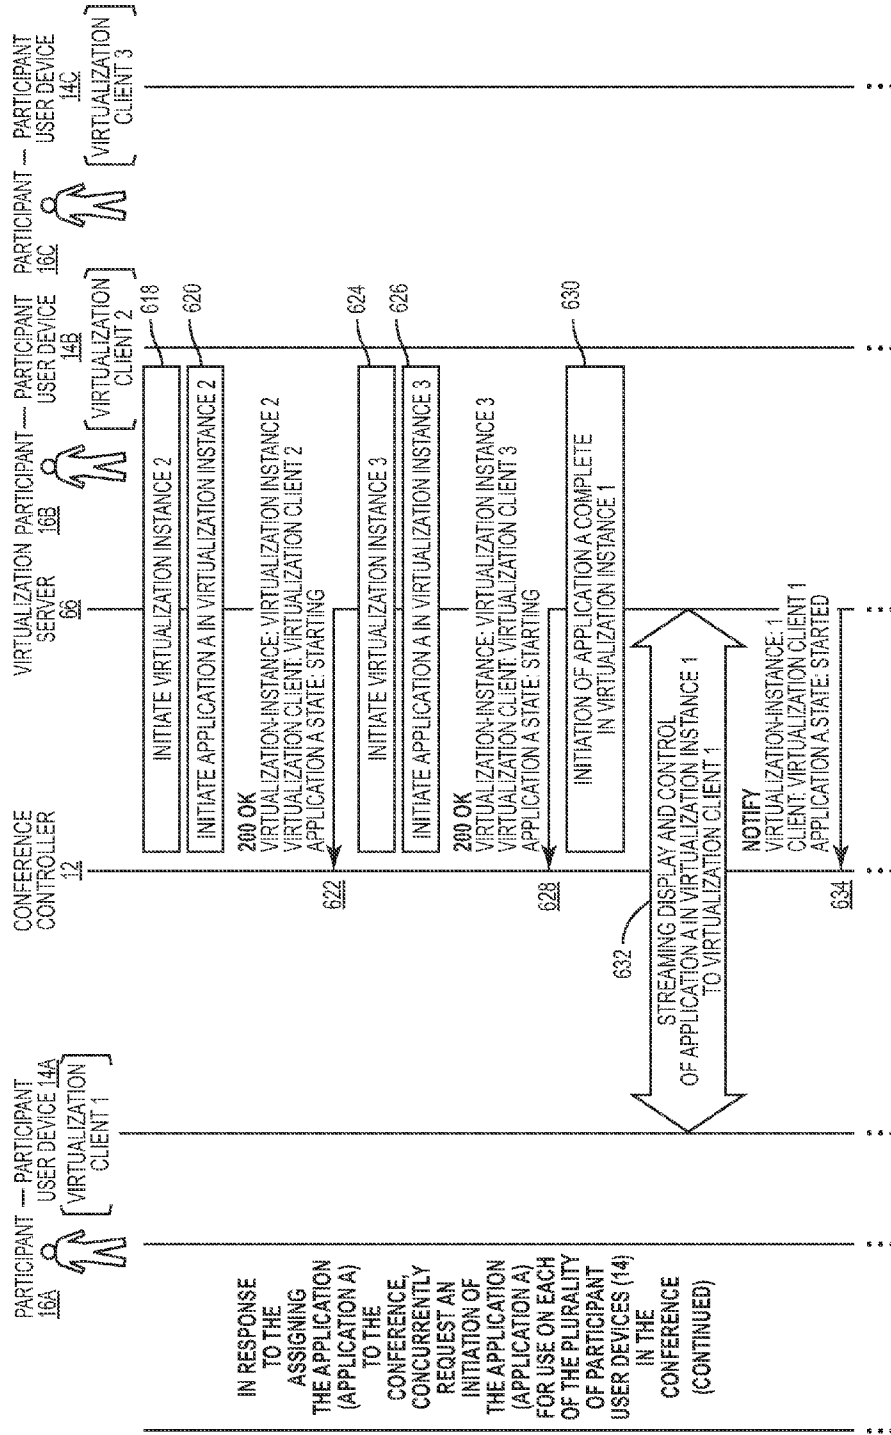 PARTICIPANT — PARTICIPANT
16A
USER DEVICE 14A
VIRTUALIZATION
CLIENT 1
CONFERENCE
CONTROLLER
12
VIRTUALIZATION
SERVER
66
PARTICIPANT — PARTICIPANT
16B
USER DEVICE
14B
VIRTUALIZATION
CLIENT 2
PARTICIPANT — PARTICIPANT
16C
USER DEVICE
14C
VIRTUALIZATION
CLIENT 3
IN RESPONSE
TO THE
ASSIGNING
THE APPLICATION
(APPLICATION A)
TO THE
CONFERENCE,
CONCURRENTLY
REQUEST AN
INITIATION OF
THE APPLICATION
(APPLICATION A)
FOR USE ON EACH
OF THE PLURALITY
OF PARTICIPANT
USER DEVICES (14)
IN THE
CONFERENCE
(CONTINUED)
INITIATE VIRTUALIZATION INSTANCE 2
618
INITIATE APPLICATION A IN VIRTUALIZATION INSTANCE 2
620
200 OK
VIRTUALIZATION-INSTANCE: VIRTUALIZATION INSTANCE 2
VIRTUALIZATION CLIENT: VIRTUALIZATION CLIENT 2
APPLICATION A STATE: STARTING
622
INITIATE VIRTUALIZATION INSTANCE 3
624
INITIATE APPLICATION A IN VIRTUALIZATION INSTANCE 3
626
200 OK
VIRTUALIZATION-INSTANCE: VIRTUALIZATION INSTANCE 3
VIRTUALIZATION CLIENT: VIRTUALIZATION CLIENT 3
APPLICATION A STATE: STARTING
628
INITIATION OF APPLICATION A COMPLETE
IN VIRTUALIZATION INSTANCE 1
630
632
STREAMING DISPLAY AND CONTROL
OF APPLICATION A IN VIRTUALIZATION INSTANCE 1
TO VIRTUALIZATION CLIENT 1
NOTIFY
VIRTUALIZATION-INSTANCE: 1
CLIENT: VIRTUALIZATION CLIENT 1
APPLICATION A STATE: STARTED
634